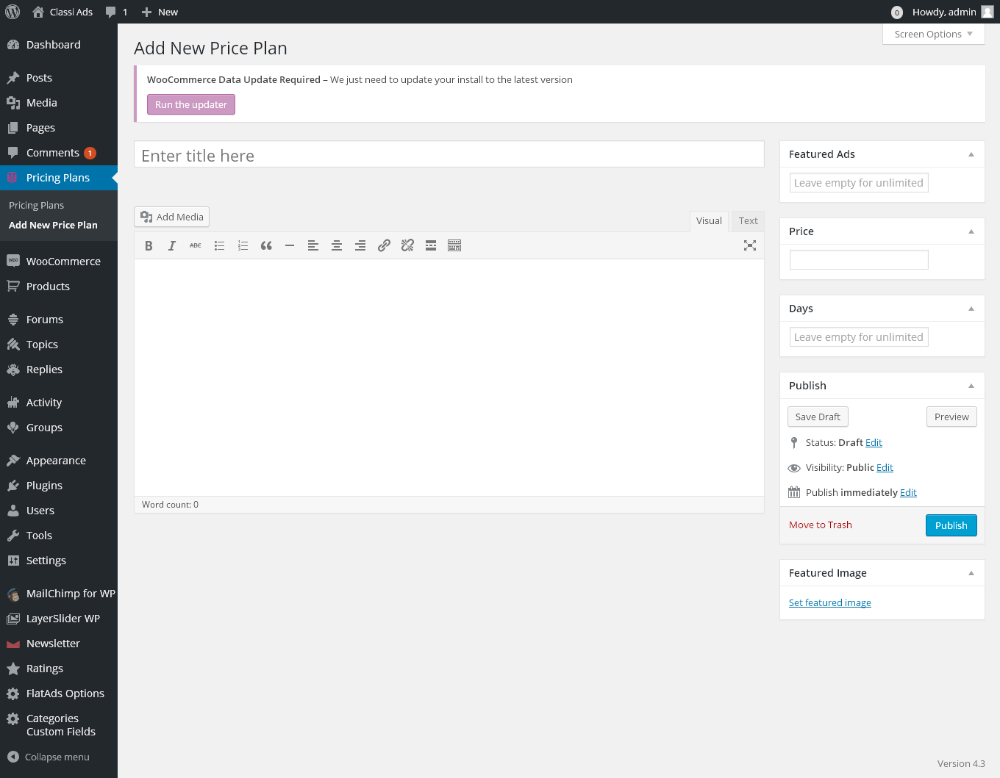 Classi Ads
1
New
0
Howdy, admin
Dashboard
Posts
Media
Pages
Comments 1
Pricing Plans
Pricing Plans
Add New Price Plan
WooCommerce
Products
Forums
Topics
Replies
Activity
Groups
Appearance
Plugins
Users
Tools
Settings
MailChimp for WP
LayerSlider WP
Newsletter
Ratings
FlatAds Options
Categories
Custom Fields
Collapse menu
Screen Options
Add New Price Plan
WooCommerce Data Update Required – We just need to update your install to the latest version
Run the updater
Enter title here
Add Media
Visual
Text
B I ABC
Word count: 0
Featured Ads
Leave empty for unlimited
Price
Days
Leave empty for unlimited
Publish
Save Draft
Preview
Status: Draft Edit
Visibility: Public Edit
Publish immediately Edit
Move to Trash
Publish
Featured Image
Set featured image
Version 4.3